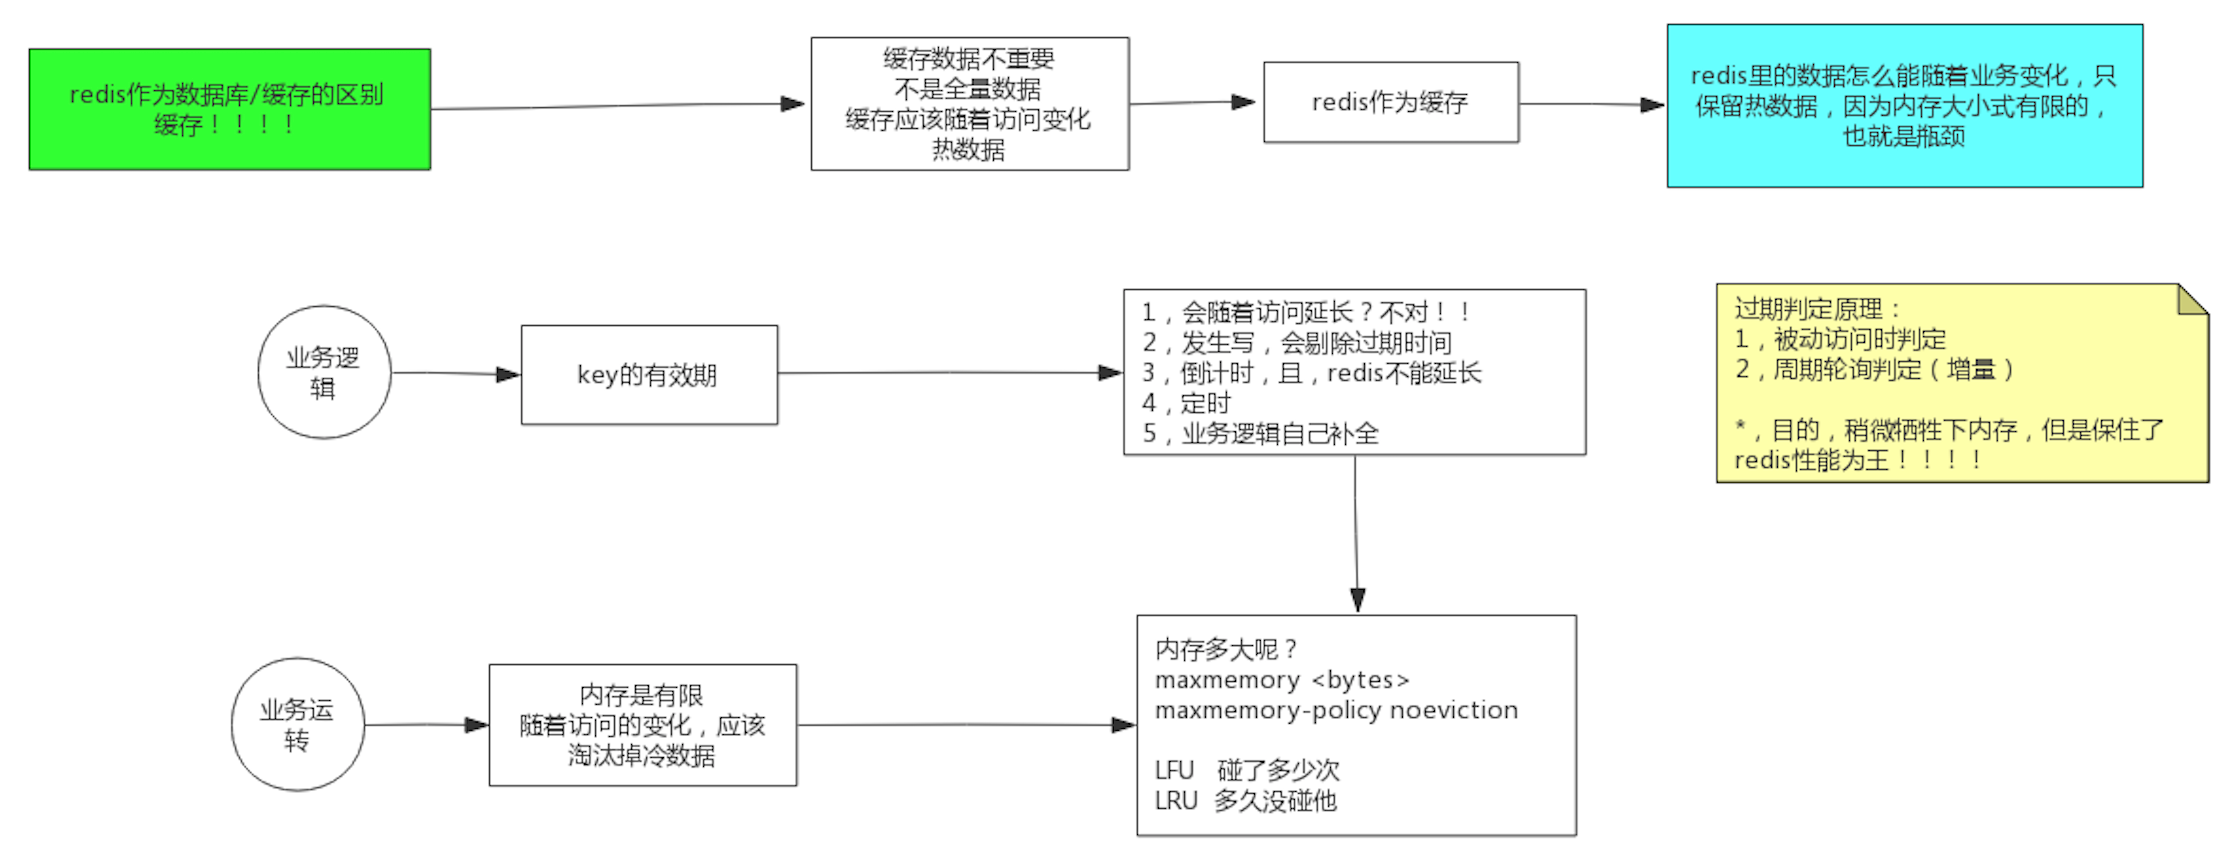 redis作为数据库/缓存的区别
缓存！！！！
缓存数据不重要
不是全量数据
缓存应该随着访问变化
热数据
redis作为缓存
redis里的数据怎么能随着业务变化，只
保留热数据，因为内存大小式有限的，
也就是瓶颈
业务逻
辑
key的有效期
1，会随着访问延长？不对！！
2，发生写，会剔除过期时间
3，倒计时，且，redis不能延长
4，定时
5，业务逻辑自己补全
过期判定原理：
1，被动访问时判定
2，周期轮询判定（增量）
*，目的，稍微牺牲下内存，但是保住了
redis性能为王！！！！
业务运
转
内存是有限
随着访问的变化，应该
淘汰掉冷数据
内存多大呢？
maxmemory <bytes>
maxmemory-policy noeviction
LFU 碰了多少次
LRU 多久没碰他